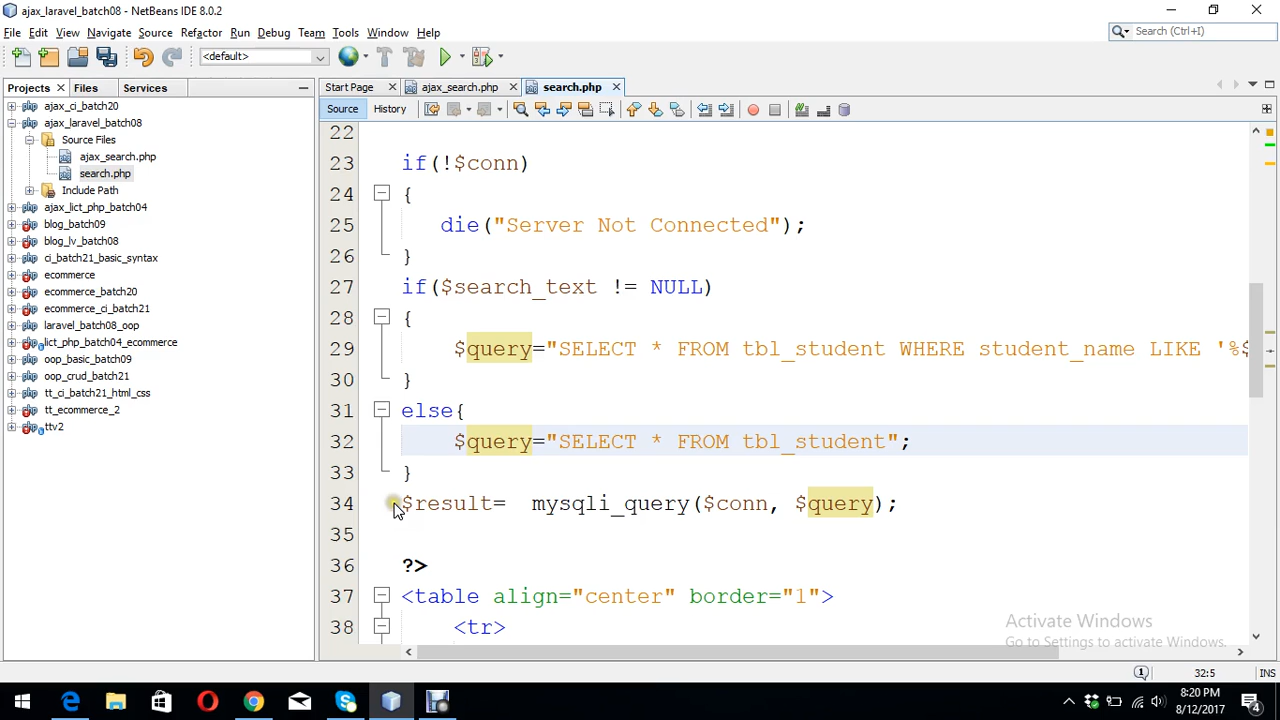 ajax_laravel_batch08 - NetBeans IDE 8.0.2
File Edit View Navigate Source Refactor Run Debug Team Tools Window Help
Search (Ctrl+I)
<default>
Projects Files Services
Start Page ajax_search.php search.php
Source History
ajax_ci_batch20
ajax_laravel_batch08
Source Files
ajax_search.php
search.php
Include Path
ajax_lict_php_batch04
blog_batch09
blog_lv_batch08
ci_batch21_basic_syntax
ecommerce
ecommerce_batch20
ecommerce_ci_batch21
laravel_batch08_oop
lict_php_batch04_ecommerce
oop_basic_batch09
oop_crud_batch21
tt_ci_batch21_html_css
tt_ecommerce_2
ttv2
22
23 if(!$conn)
24 {
25 die("Server Not Connected");
26 }
27 if($search_text != NULL)
28 {
29 $query="SELECT * FROM tbl_student WHERE student_name LIKE '%$
30 }
31 else{
32 $query="SELECT * FROM tbl_student";
33 }
34 $result= mysqli_query($conn, $query);
35
36 ?>
37 <table align="center" border="1">
38 <tr>
Activate Windows
Go to Settings to activate Windows.
1 32:5 INS
8:20 PM
8/12/2017
4